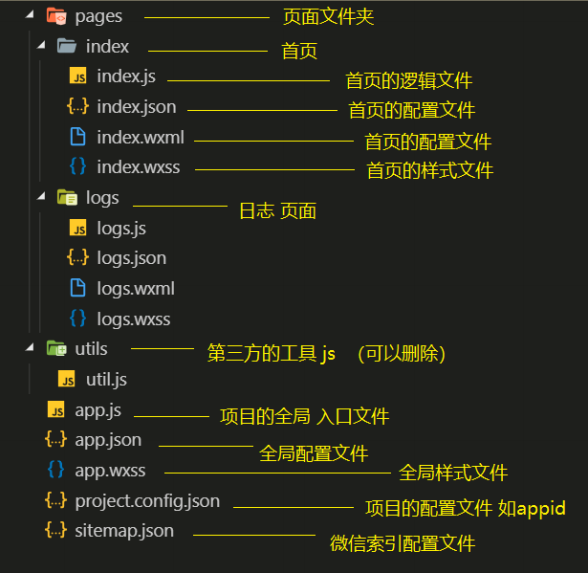 pages 页面文件夹
index 首页
JS index.js 首页的逻辑文件
{..} index.json 首页的配置文件
index.wxml 首页的配置文件
{} index.wxss 首页的样式文件
logs 日志 页面
JS logs.js
{..} logs.json
logs.wxml
{} logs.wxss
utils 第三方的工具 js （可以删除）
JS util.js
JS app.js 项目的全局 入口文件
{..} app.json 全局配置文件
{} app.wxss 全局样式文件
{..} project.config.json 项目的配置文件 如appid
{..} sitemap.json 微信索引配置文件